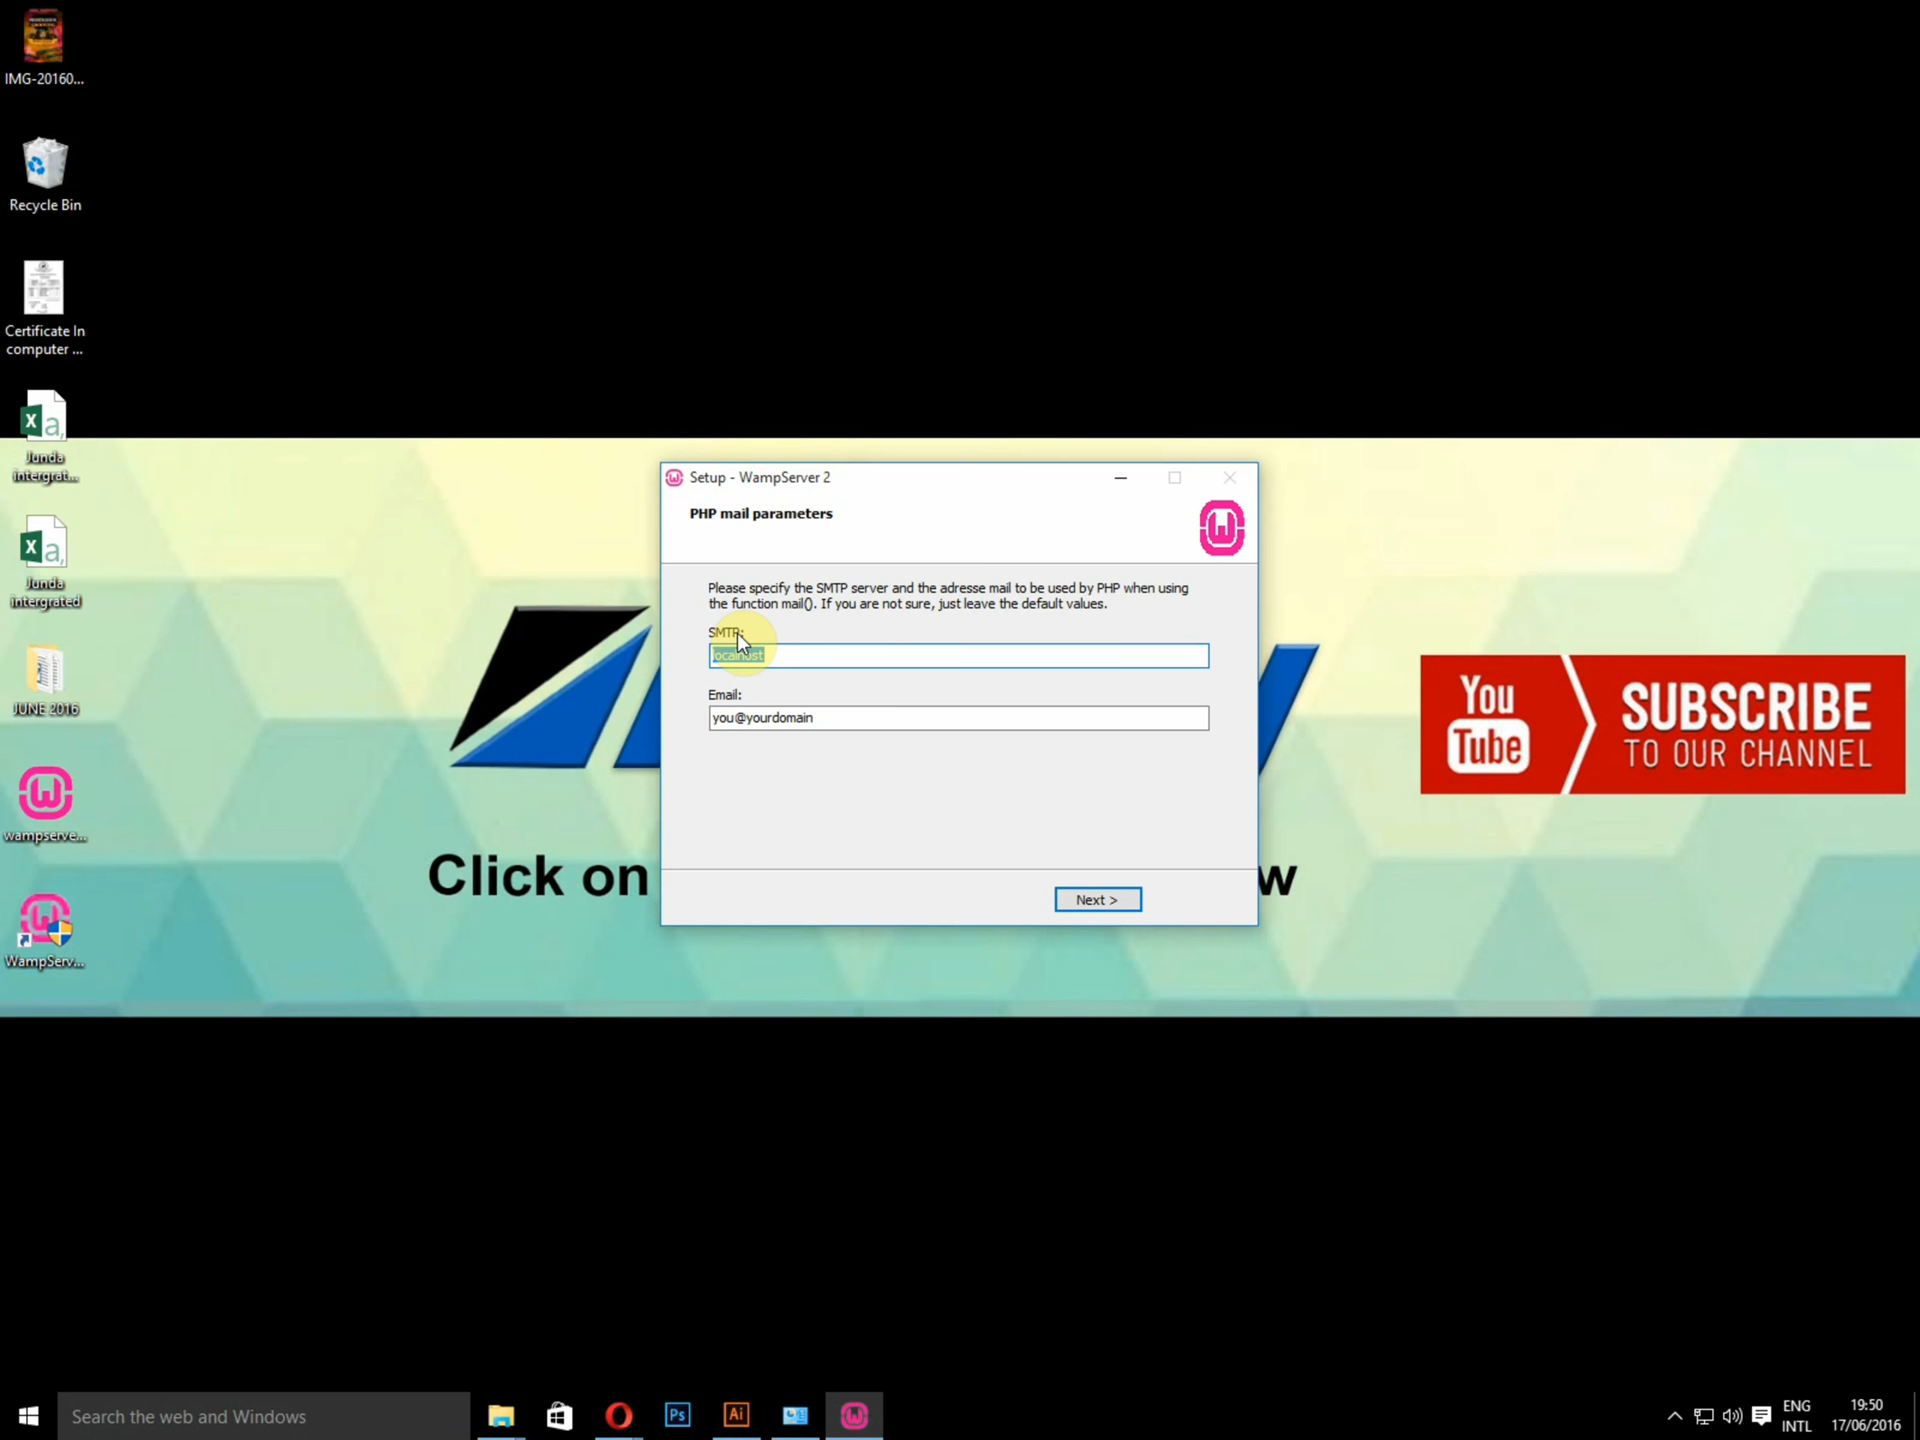 IMG-20160...
Recycle Bin
Certificate In
computer ...
Junda
intergrat...
Junda
intergrated
JUNE 2016
wampserve...
WampServ...
Setup - WampServer 2
PHP mail parameters
Please specify the SMTP server and the adresse mail to be used by PHP when using
the function mail(). If you are not sure, just leave the default values.
SMTP:
localhost
Email:
you@yourdomain
Next >
Click on
w
You
Tube
SUBSCRIBE
TO OUR CHANNEL
Search the web and Windows
Ps
Ai
ENG
INTL
19:50
17/06/2016